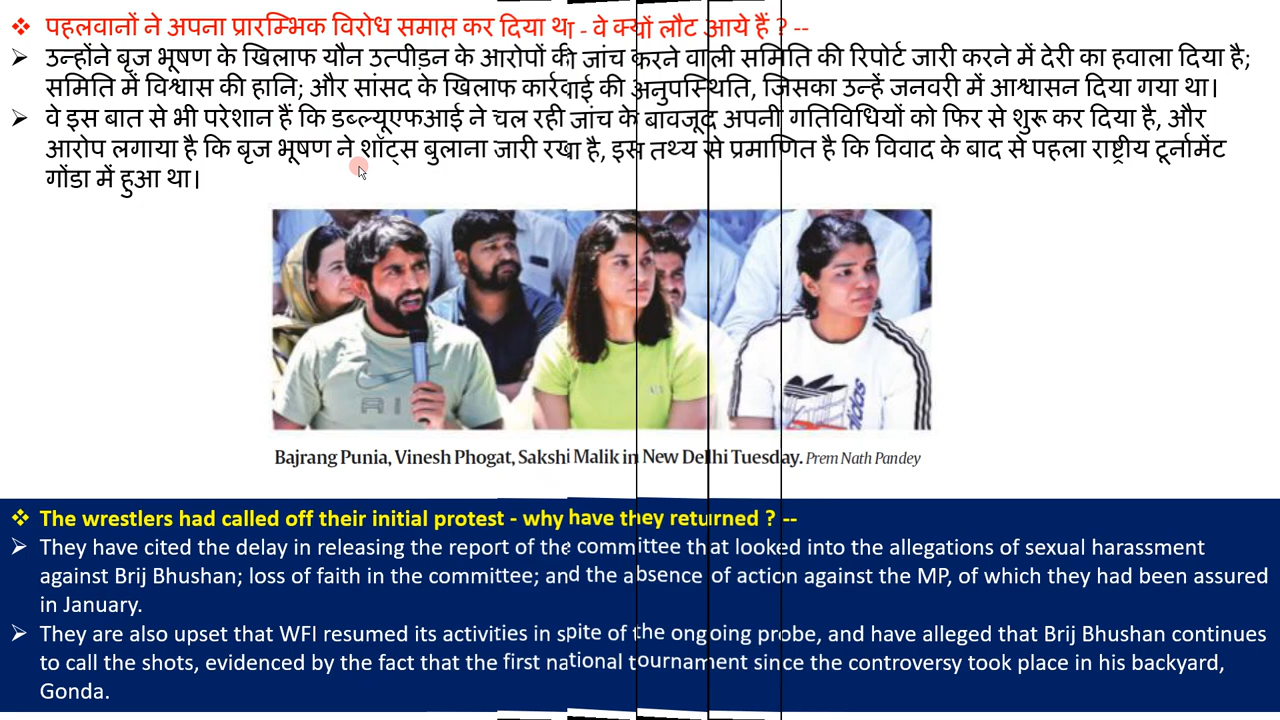 ❖ पहलवानों ने अपना प्रारम्भिक विरोध समाप्त कर दिया था - वे क्यों लौट आये हैं ? --
➢ उन्होंने बृज भूषण के खिलाफ यौन उत्पीड़न के आरोपों की जांच करने वाली समिति की रिपोर्ट जारी करने में देरी का हवाला दिया है;
समिति में विश्वास की हानि; और सांसद के खिलाफ कार्रवाई की अनुपस्थिति, जिसका उन्हें जनवरी में आश्वासन दिया गया था।
➢ वे इस बात से भी परेशान हैं कि डब्ल्यूएफआई ने चल रही जांच के बावजूद अपनी गतिविधियों को फिर से शुरू कर दिया है, और
आरोप लगाया है कि बृज भूषण ने शॉट्स बुलाना जारी रखा है, इस तथ्य से प्रमाणित है कि विवाद के बाद से पहला राष्ट्रीय टूर्नामेंट
गोंडा में हुआ था।
AI
adidas
Bajrang Punia, Vinesh Phogat, Sakshi Malik in New Delhi Tuesday. Prem Nath Pandey
❖ The wrestlers had called off their initial protest - why have they returned ? --
➢ They have cited the delay in releasing the report of the committee that looked into the allegations of sexual harassment
against Brij Bhushan; loss of faith in the committee; and the absence of action against the MP, of which they had been assured
in January.
➢ They are also upset that WFI resumed its activities in spite of the ongoing probe, and have alleged that Brij Bhushan continues
to call the shots, evidenced by the fact that the first national tournament since the controversy took place in his backyard,
Gonda.